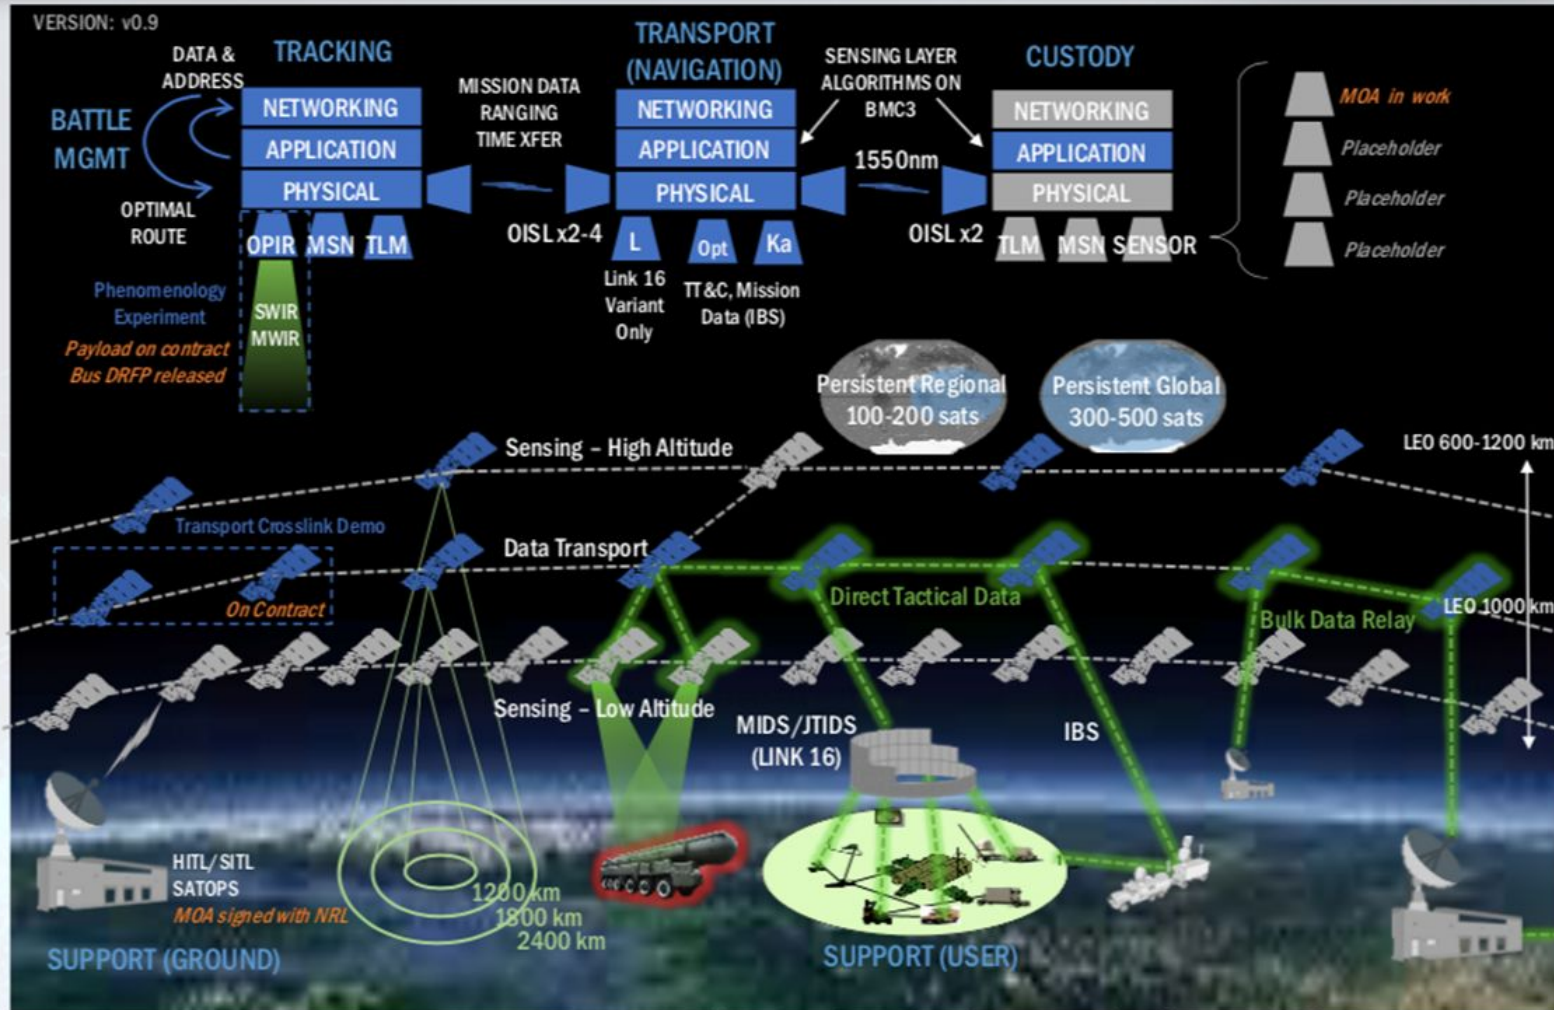 VERSION: v0.9
DATA &
ADDRESS
TRACKING
BATTLE
MGMT
NETWORKING
APPLICATION
PHYSICAL
OPTIMAL
ROUTE
OPIR MSN TLM
Phenomenology
Experiment
SWIR
MWIR
Payload on contract
Bus DRFP released
MISSION DATA
RANGING
TIME XFER
OISL x2-4
TRANSPORT
(NAVIGATION)
NETWORKING
APPLICATION
PHYSICAL
L Opt Ka
Link 16
Variant
Only
TT&C, Mission
Data (IBS)
SENSING LAYER
ALGORITHMS ON
BMC3
1550nm
OISL x2
CUSTODY
NETWORKING
APPLICATION
PHYSICAL
TLM MSN SENSOR
MOA in work
Placeholder
Placeholder
Placeholder
Persistent Regional
100-200 sats
Persistent Global
300-500 sats
Sensing – High Altitude
LEO 600-1200 km
Transport Crosslink Demo
On Contract
Data Transport
Direct Tactical Data
Bulk Data Relay
LEO 1000 km
Sensing – Low Altitude
MIDS/JTIDS
(LINK 16)
IBS
HITL/SITL
SATOPS
MOA signed with NRL
1200 km
1800 km
2400 km
SUPPORT (GROUND)
SUPPORT (USER)